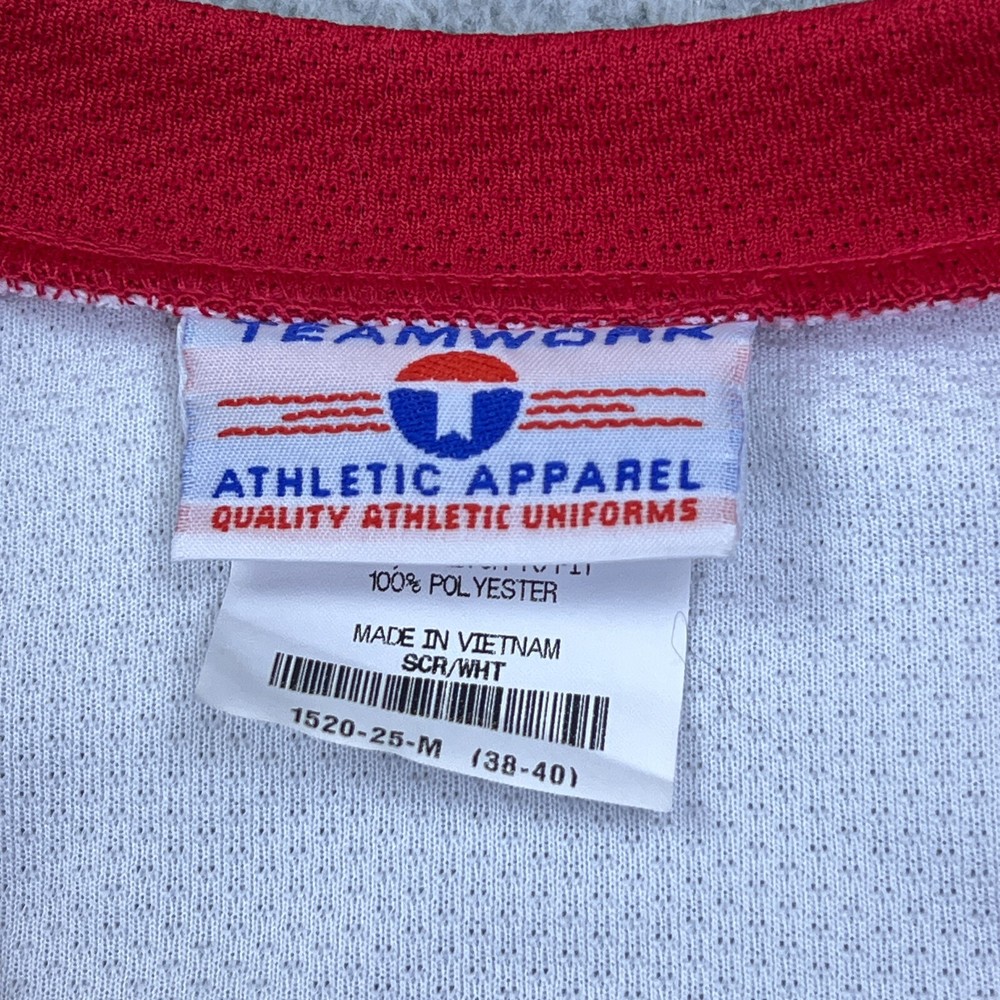 TEAMWORK
ATHLETIC APPAREL
QUALITY ATHLETIC UNIFORMS
100% POLYESTER
MADE IN VIETNAM
SCR/WHT
1520-25-M (38-40)